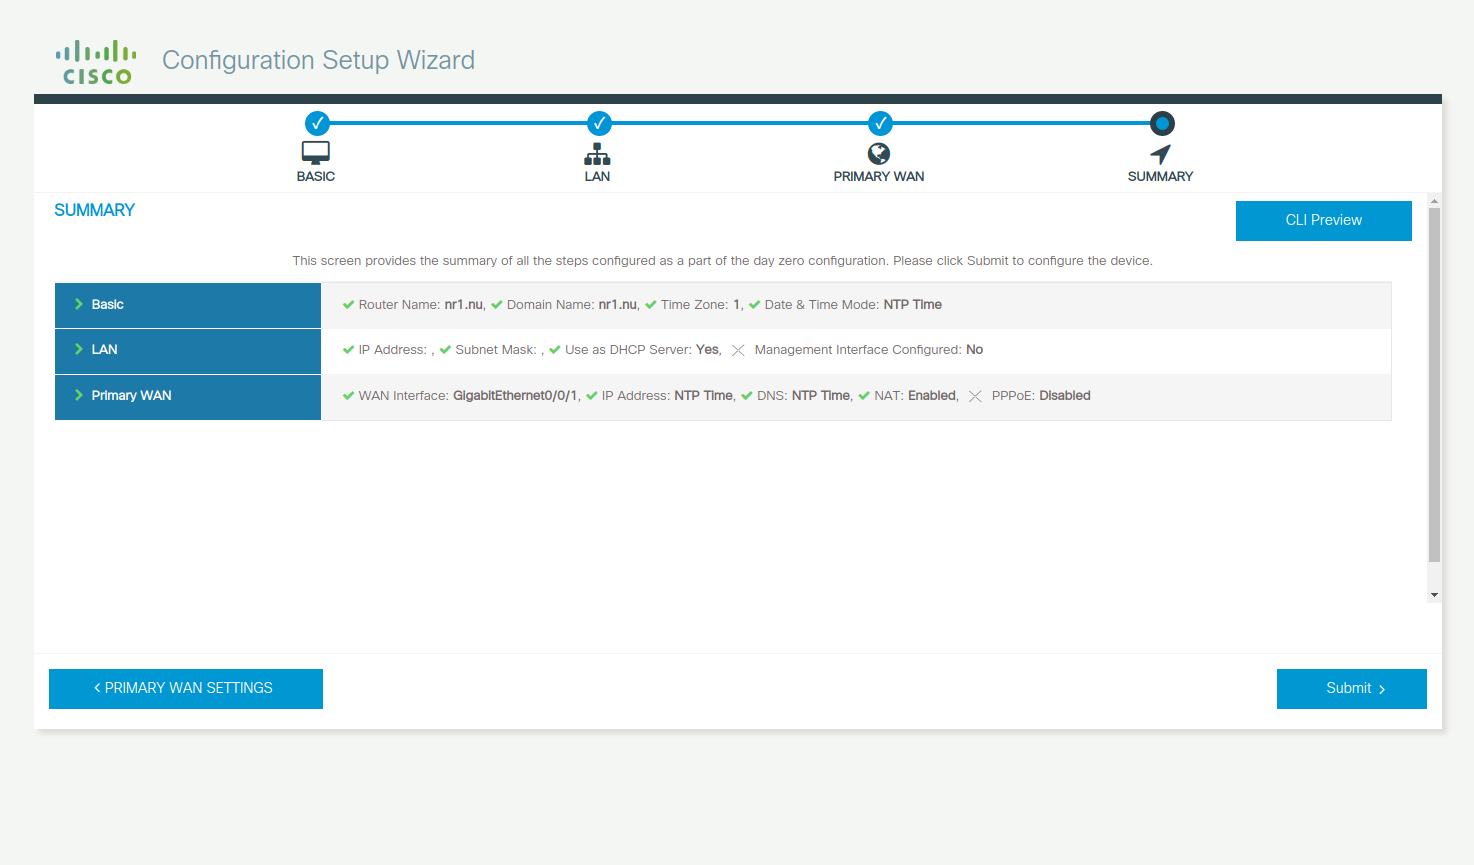 CISCO
Configuration Setup Wizard
BASIC
LAN
PRIMARY WAN
SUMMARY
SUMMARY
CLI Preview
This screen provides the summary of all the steps configured as a part of the day zero configuration. Please click Submit to configure the device.
Basic
Router Name: nr1.nu, Domain Name: nr1.nu, Time Zone: 1, Date & Time Mode: NTP Time
LAN
IP Address: , Subnet Mask: , Use as DHCP Server: Yes, Management Interface Configured: No
Primary WAN
WAN Interface: GigabitEthernet0/0/1, IP Address: NTP Time, DNS: NTP Time, NAT: Enabled, PPPoE: Disabled
PRIMARY WAN SETTINGS
Submit